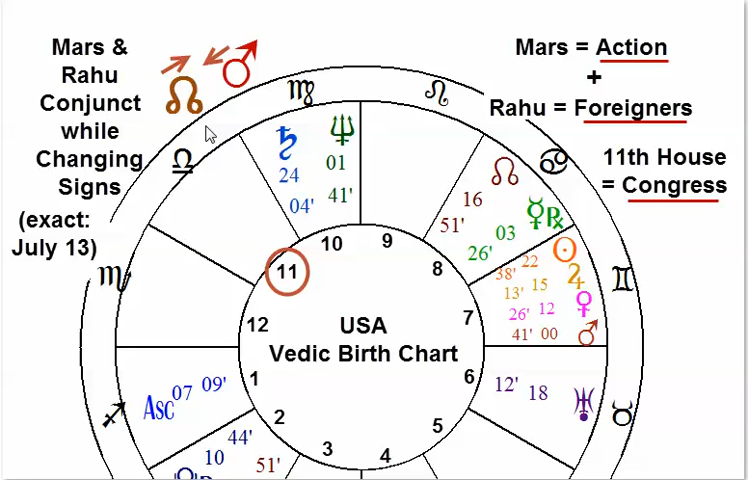 Mars &
Rahu
Conjunct
while
Changing
Signs
(exact:
July 13)
Mars = Action
+
Rahu = Foreigners
11th House
= Congress
24
04'
01
41'
16
51'
03
26'
38' 22
13' 15
26' 12
41' 00
12' 18
10 9
11 8
12 7
USA
Vedic Birth Chart
1 6
2 5
3 4
Asc 07 09'
44'
10 51'